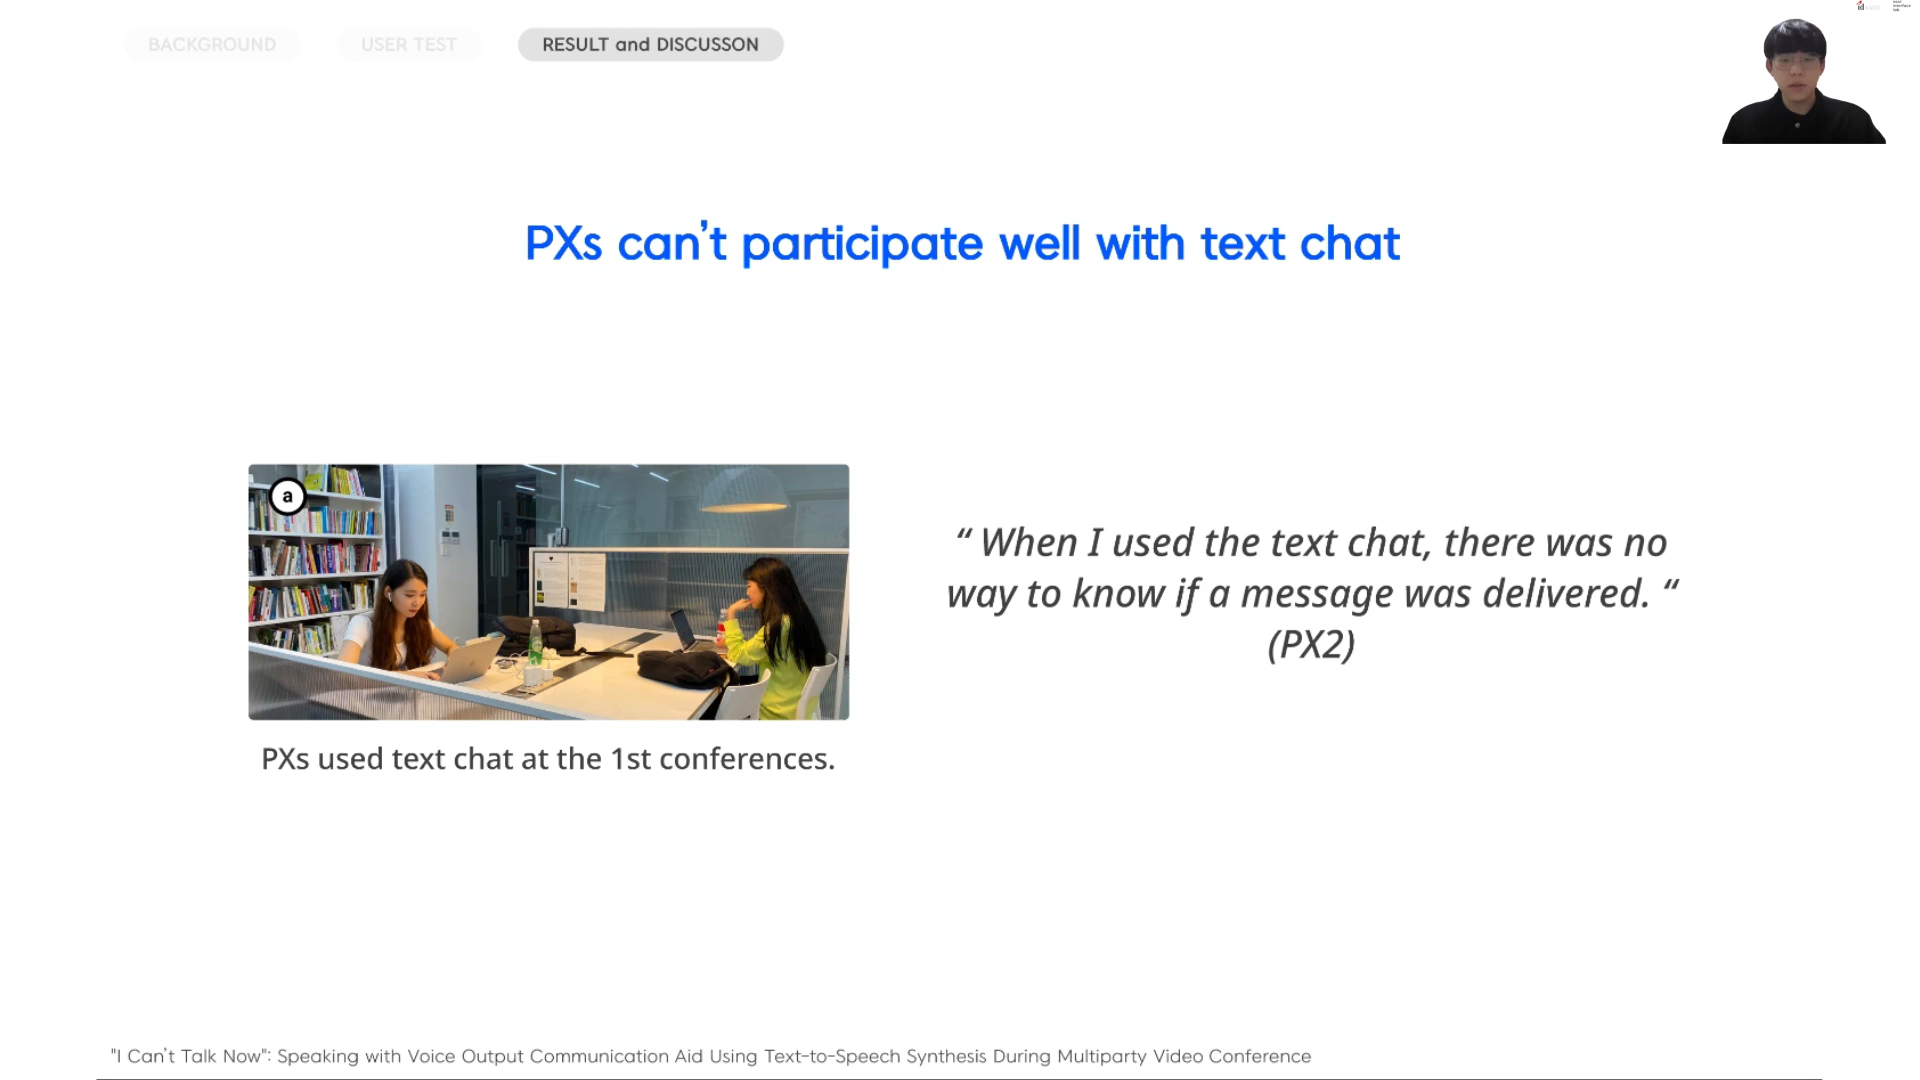 BACKGROUND
USER TEST
RESULT and DISCUSSON
id
PXs can't participate well with text chat
a
“ When I used the text chat, there was no
way to know if a message was delivered. “
(PX2)
PXs used text chat at the 1st conferences.
"I Can't Talk Now": Speaking with Voice Output Communication Aid Using Text-to-Speech Synthesis During Multiparty Video Conference